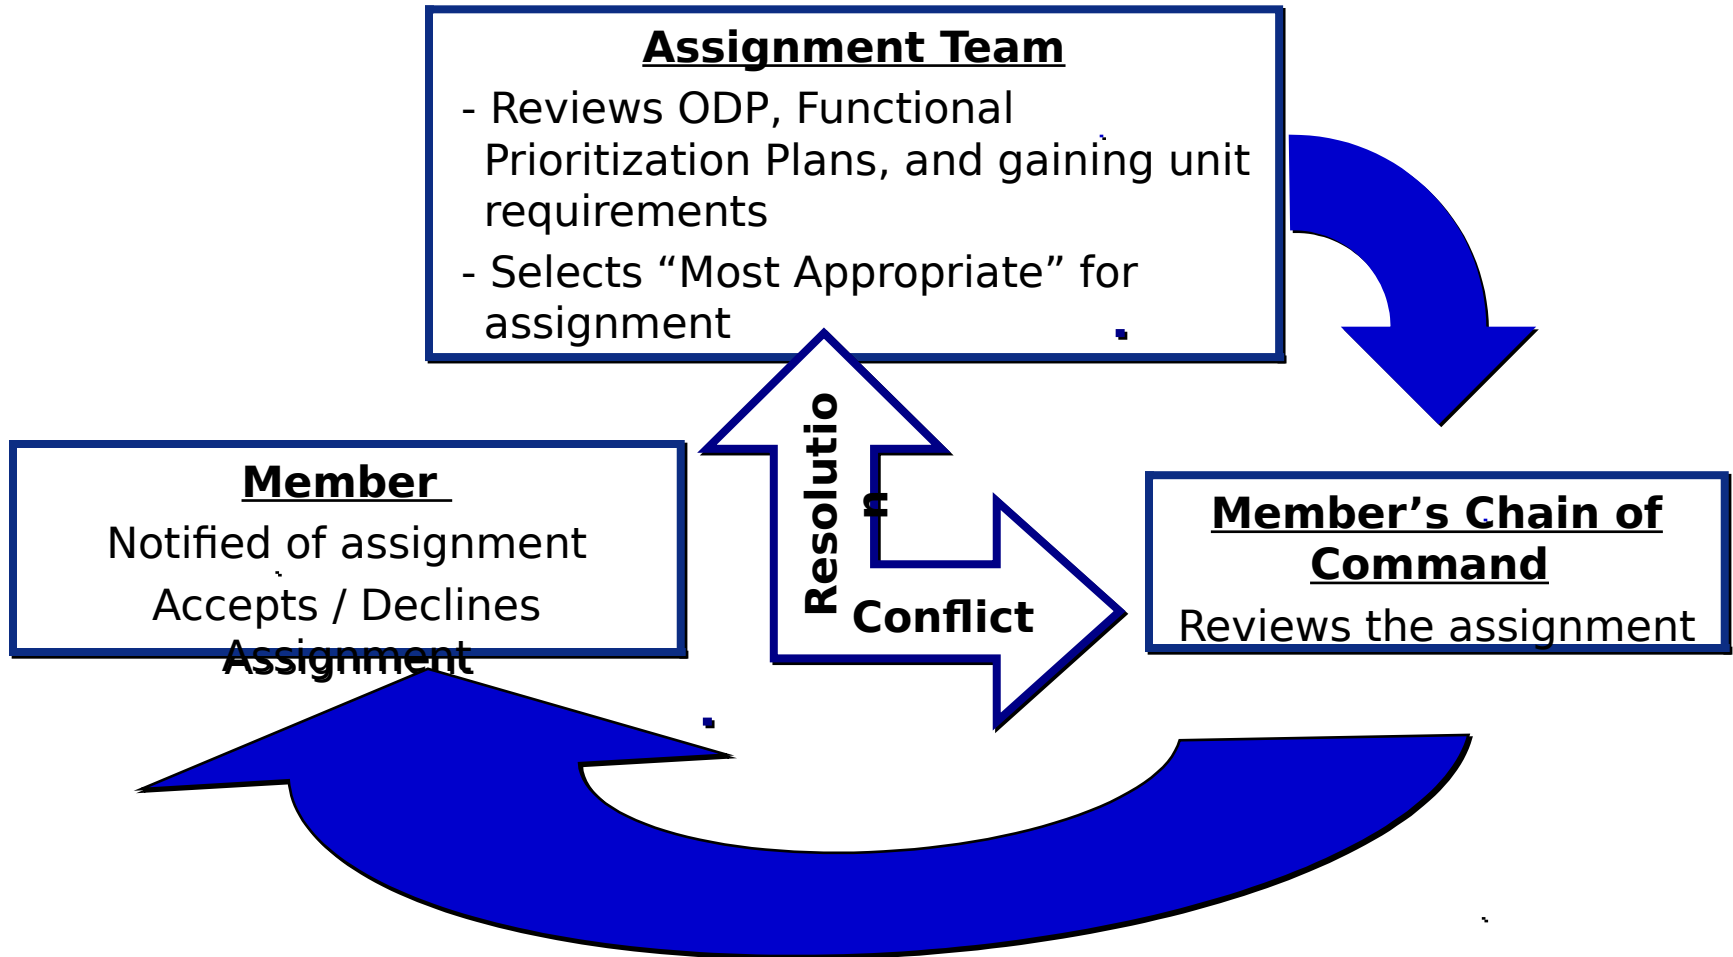 Assignment Team
- Reviews ODP, Functional
Prioritization Plans, and gaining unit
requirements
- Selects “Most Appropriate” for
assignment
Resolutio
n
Conflict
Member
Notified of assignment
Accepts / Declines
Assignment
Member’s Chain of
Command
Reviews the assignment